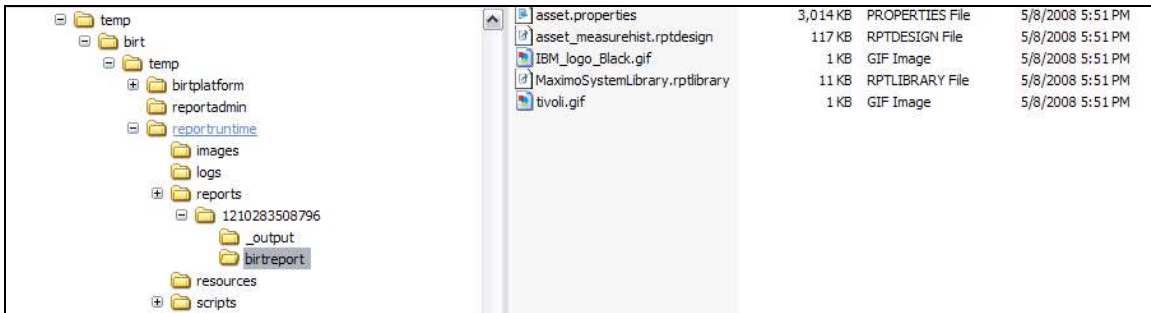 temp
birt
temp
birtplatform
reportadmin
reportruntime
images
logs
reports
1210283508796
_output
birtreport
resources
scripts
asset.properties 3,014 KB PROPERTIES File 5/8/2008 5:51 PM
asset_measurehist.rptdesign 117 KB RPTDESIGN File 5/8/2008 5:51 PM
IBM_logo_Black.gif 1 KB GIF Image 5/8/2008 5:51 PM
MaximoSystemLibrary.rptlibrary 11 KB RPTLIBRARY File 5/8/2008 5:51 PM
tivoli.gif 1 KB GIF Image 5/8/2008 5:51 PM